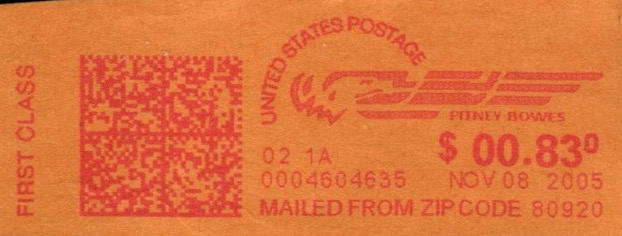 FIRST CLASS
UNITED STATES POSTAGE
PITNEY BOWES
02 1A
$ 00.83⁰
0004604635 NOV 08 2005
MAILED FROM ZIP CODE 80920